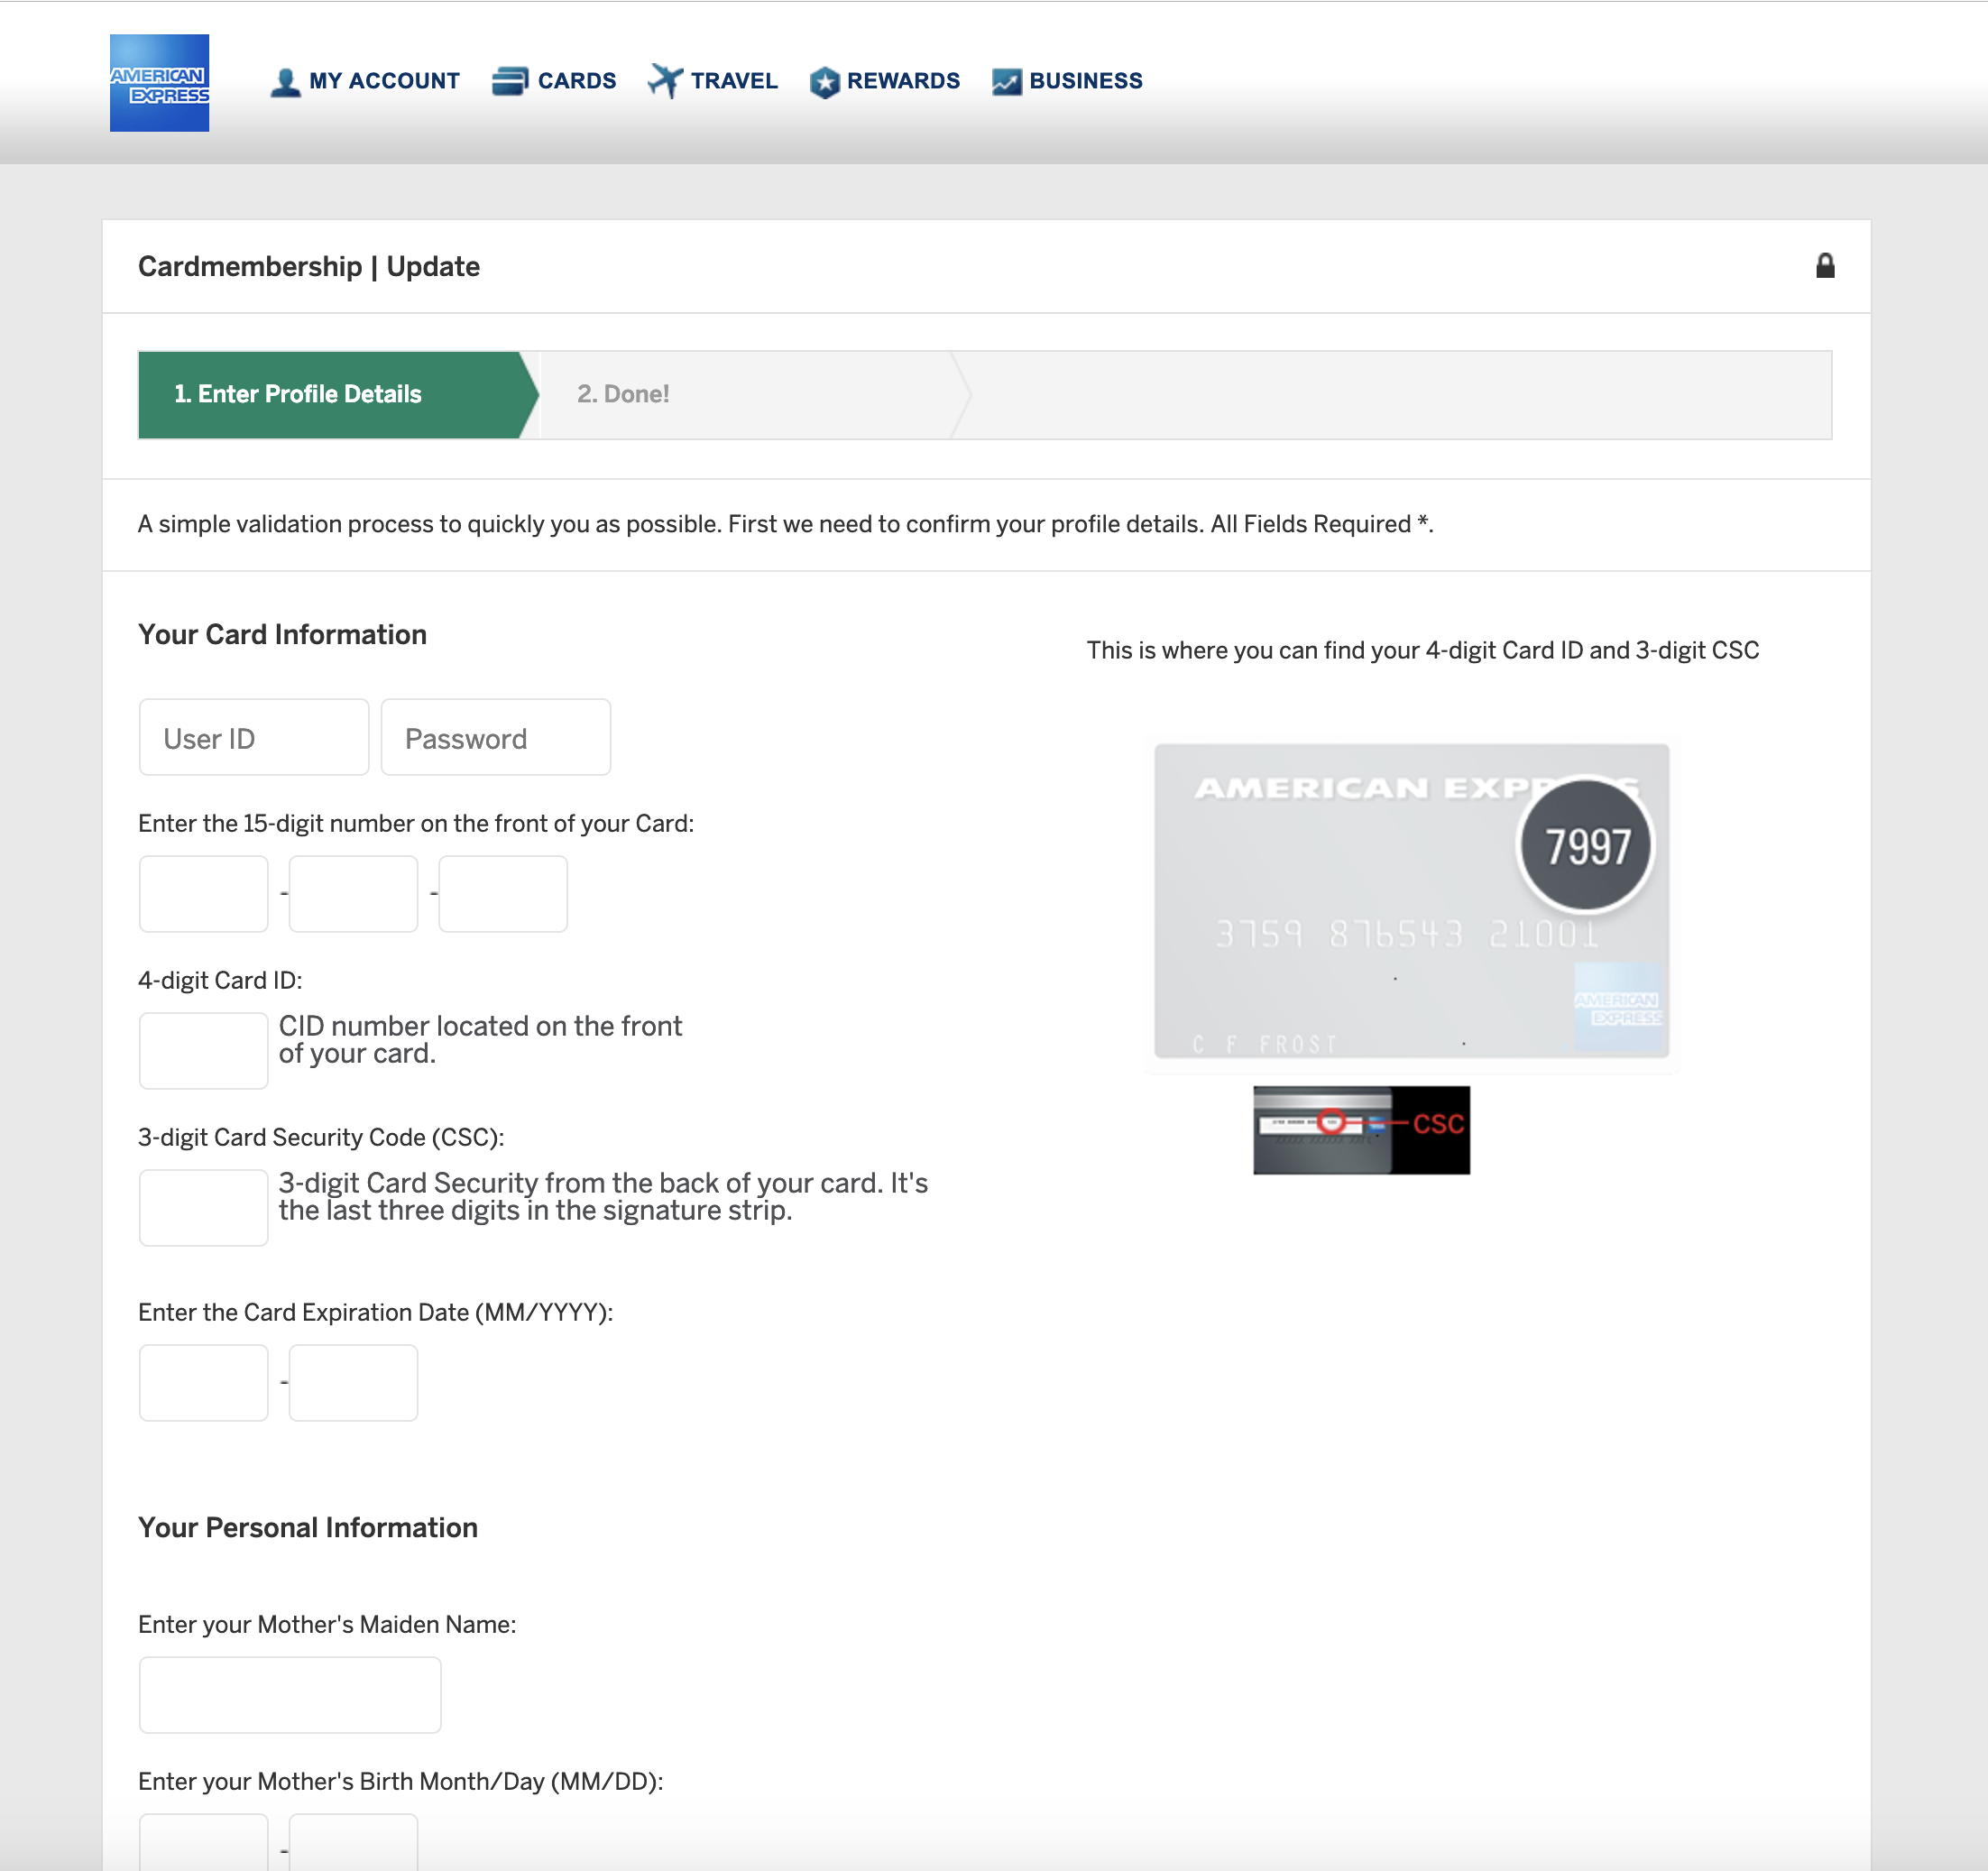 AMERICAN
EXPRESS
MY ACCOUNT
CARDS
TRAVEL
REWARDS
BUSINESS
Cardmembership | Update
1. Enter Profile Details
2. Done!
A simple validation process to quickly you as possible. First we need to confirm your profile details. All Fields Required *.
Your Card Information
This is where you can find your 4-digit Card ID and 3-digit CSC
User ID
Password
Enter the 15-digit number on the front of your Card:
-
-
4-digit Card ID:
CID number located on the front
of your card.
3-digit Card Security Code (CSC):
3-digit Card Security from the back of your card. It's
the last three digits in the signature strip.
Enter the Card Expiration Date (MM/YYYY):
-
AMERICAN EXPRESS
7997
3759 876543 21001
AMERICAN
EXPRESS
C F FROST
CSC
Your Personal Information
Enter your Mother's Maiden Name:
Enter your Mother's Birth Month/Day (MM/DD):
-